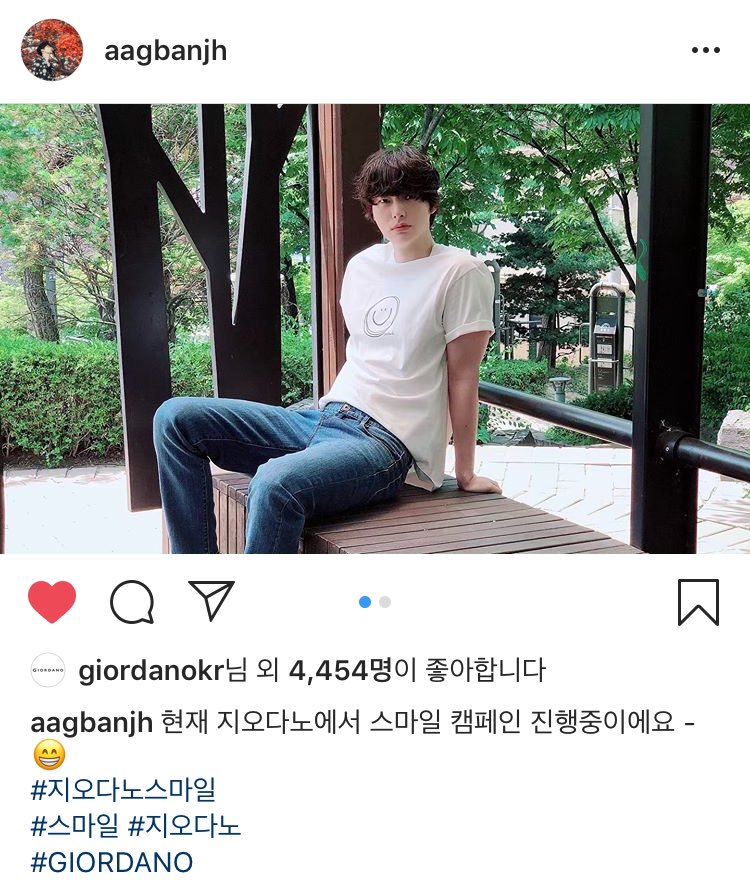 aagbanjh
NY
GIORDANO
giordanokr님 외 4,454명이 좋아합니다
aagbanjh 현재 지오다노에서 스마일 캠페인 진행중이에요 -
😁
#지오다노스마일
#스마일 #지오다노
#GIORDANO